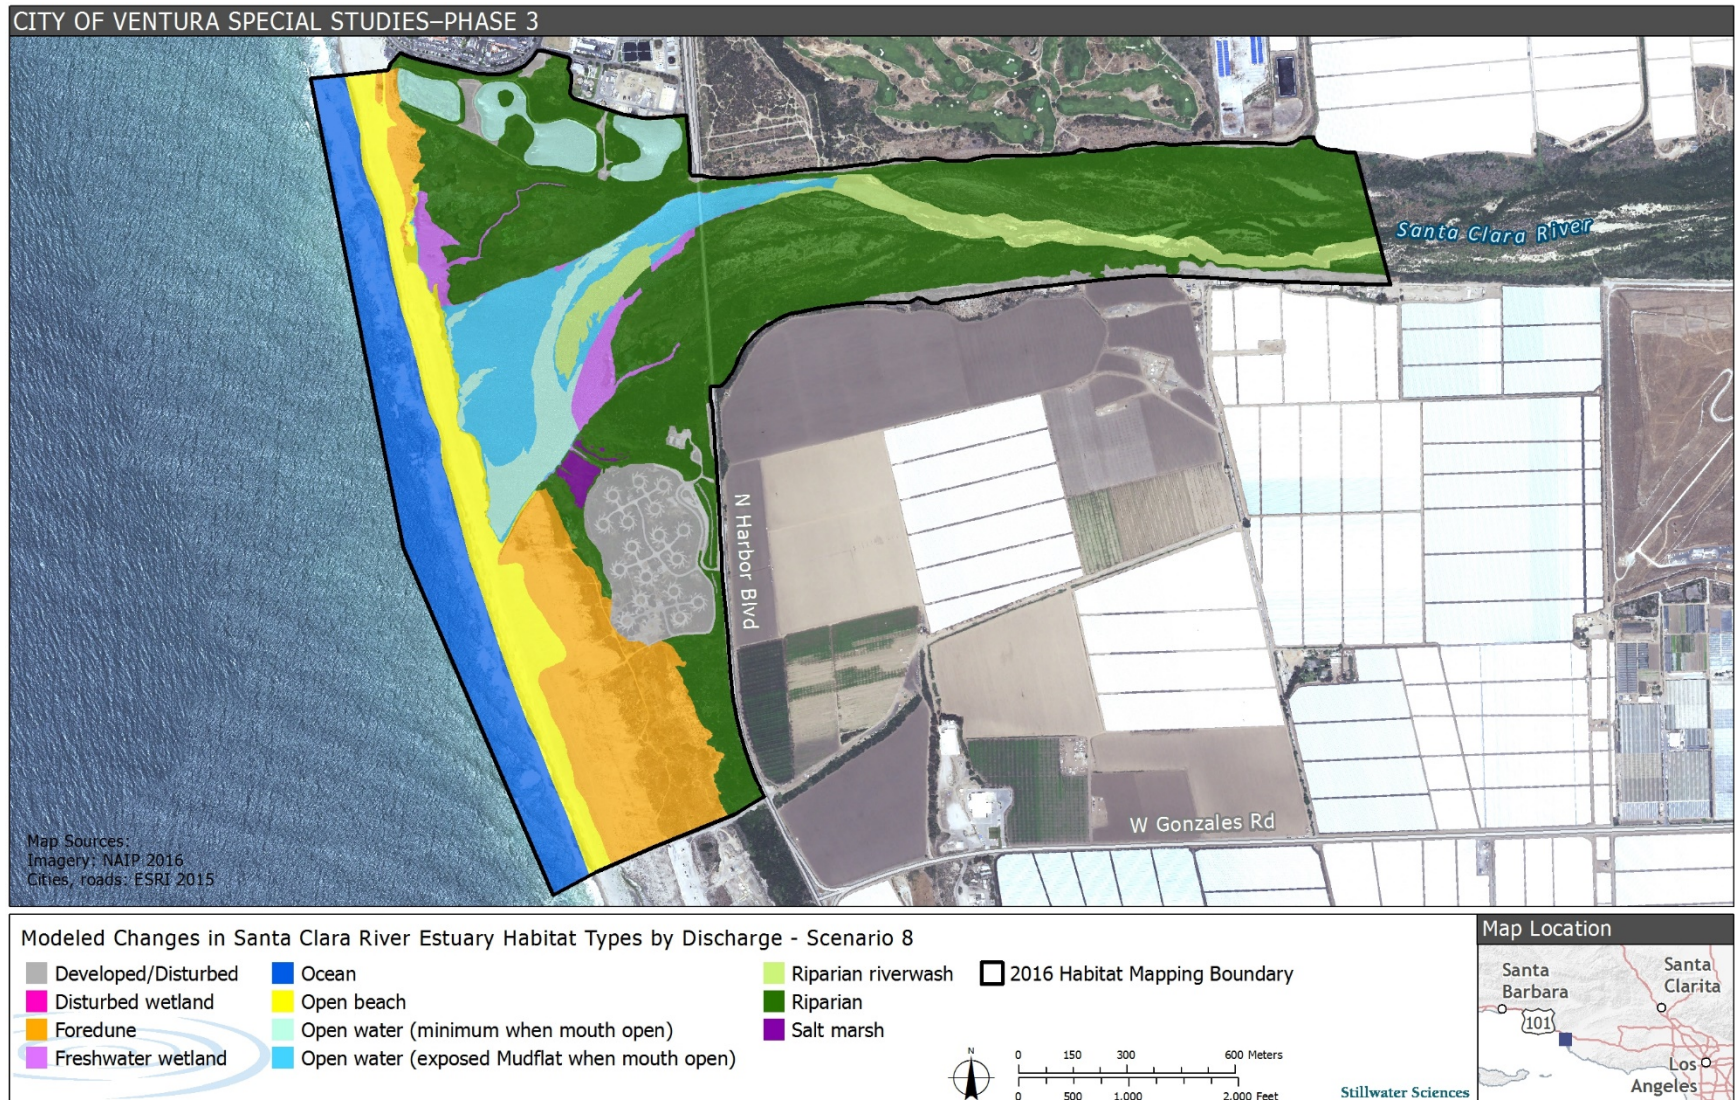 CITY OF VENTURA SPECIAL STUDIES–PHASE 3
Santa Clara River
N Harbor Blvd
W Gonzales Rd
Map Sources:
Imagery: NAIP 2016
Cities, roads: ESRI 2015
Modeled Changes in Santa Clara River Estuary Habitat Types by Discharge - Scenario 8
Developed/Disturbed
Disturbed wetland
Foredune
Freshwater wetland
Ocean
Open beach
Open water (minimum when mouth open)
Open water (exposed Mudflat when mouth open)
Riparian riverwash
Riparian
Salt marsh
2016 Habitat Mapping Boundary
N
0 150 300 600 Meters
0 500 1,000 2,000 Feet
Stillwater Sciences
Map Location
Santa
Barbara
Santa
Clarita
101
Los
Angeles